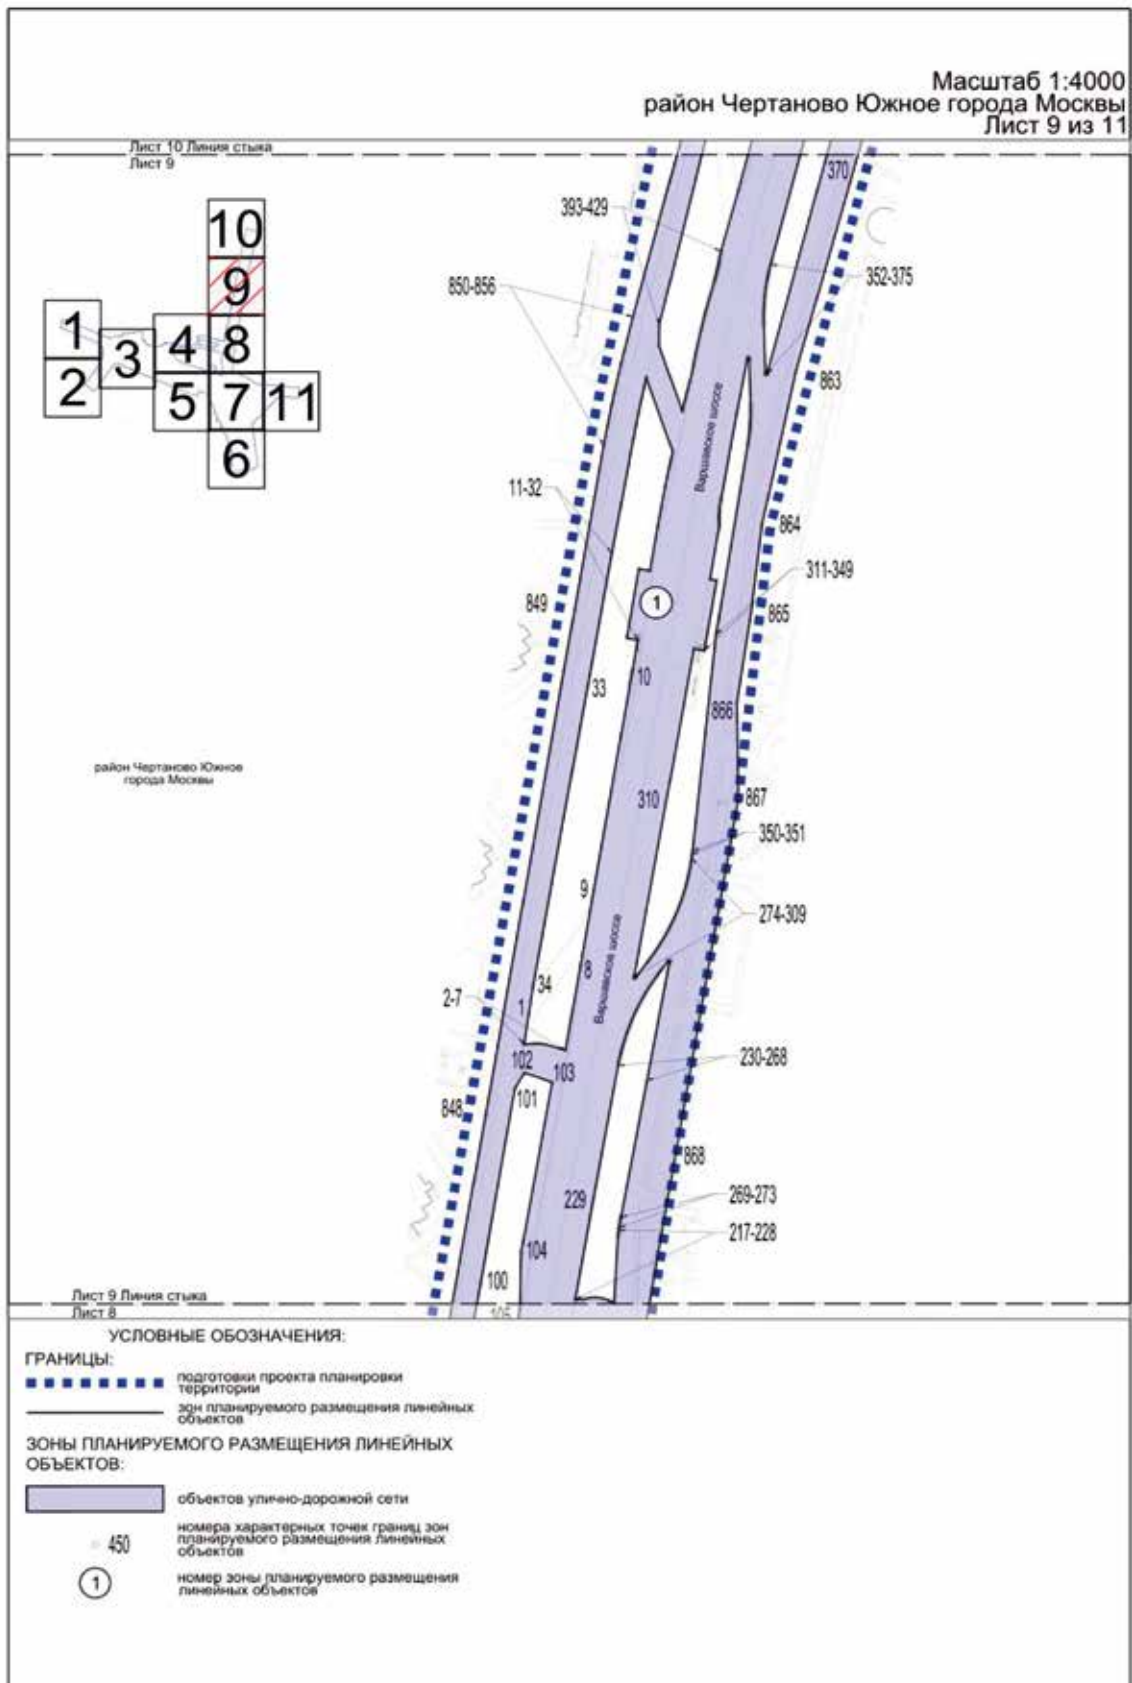 Масштаб 1:4000
район Чертаново Южное города Москвы
Лист 9 из 11
Лист 10 Линия стыка
Лист 9
10
9
1
4
8
3
2
5
7
11
6
370
393-429
352-375
850-856
863
Варшавское шоссе
11-32
864
311-349
849
1
865
10
33
866
район Чертаново Южное
города Москвы
310
867
350-351
9
274-309
Варшавское шоссе
8
34
2-7
1
230-268
102
103
101
848
868
269-273
229
217-228
104
100
105
Лист 9 Линия стыка
Лист 8
УСЛОВНЫЕ ОБОЗНАЧЕНИЯ:
ГРАНИЦЫ:
подготовки проекта планировки
территории
зон планируемого размещения линейных
объектов
ЗОНЫ ПЛАНИРУЕМОГО РАЗМЕЩЕНИЯ ЛИНЕЙНЫХ
ОБЪЕКТОВ:
объектов улично-дорожной сети
450
номера характерных точек границ зон
планируемого размещения линейных
объектов
1
номер зоны планируемого размещения
линейных объектов